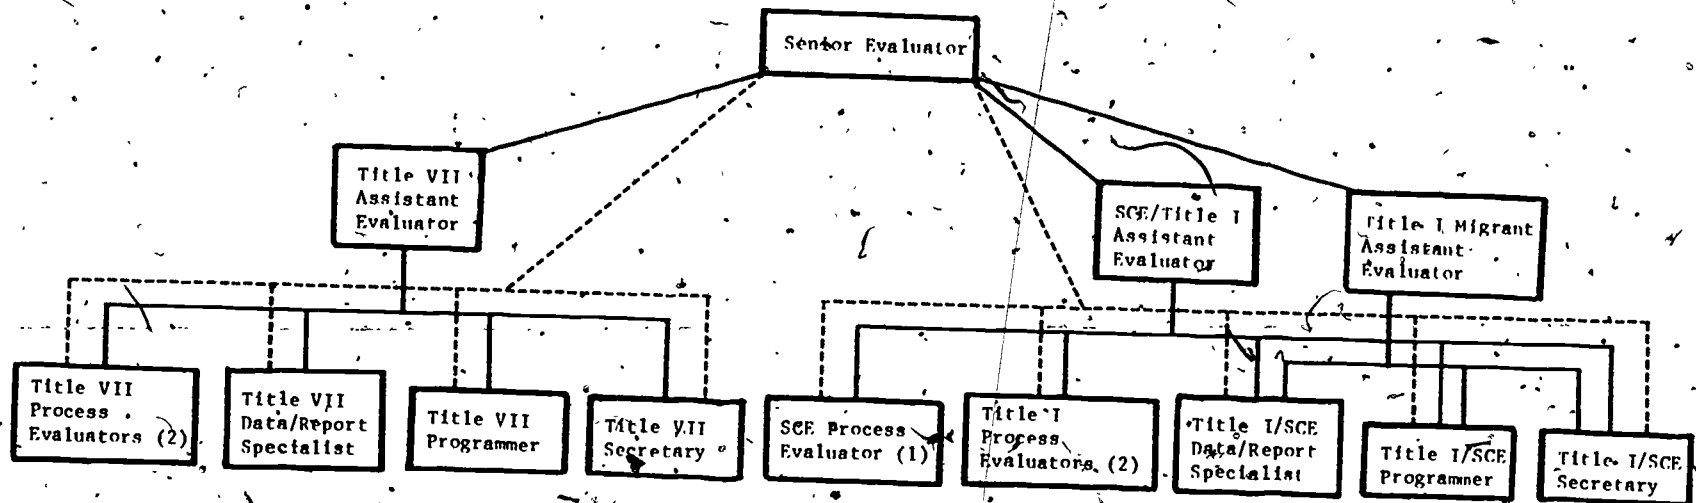 Senior Evaluator
Title VII
Assistant
Evaluator
SCE/Title I
Assistant
Evaluator
Title I Migrant
Assistant
Evaluator
Title VII
Process
Evaluators (2)
Title VII
Data/Report
Specialist
Title VII
Programmer
Title VII
Secretary
SCE Process
Evaluator (1)
Title I
Process
Evaluators (2)
Title I/SCE
Data/Report
Specialist
Title I/SCE
Programmer
Title I/SCE
Secretary